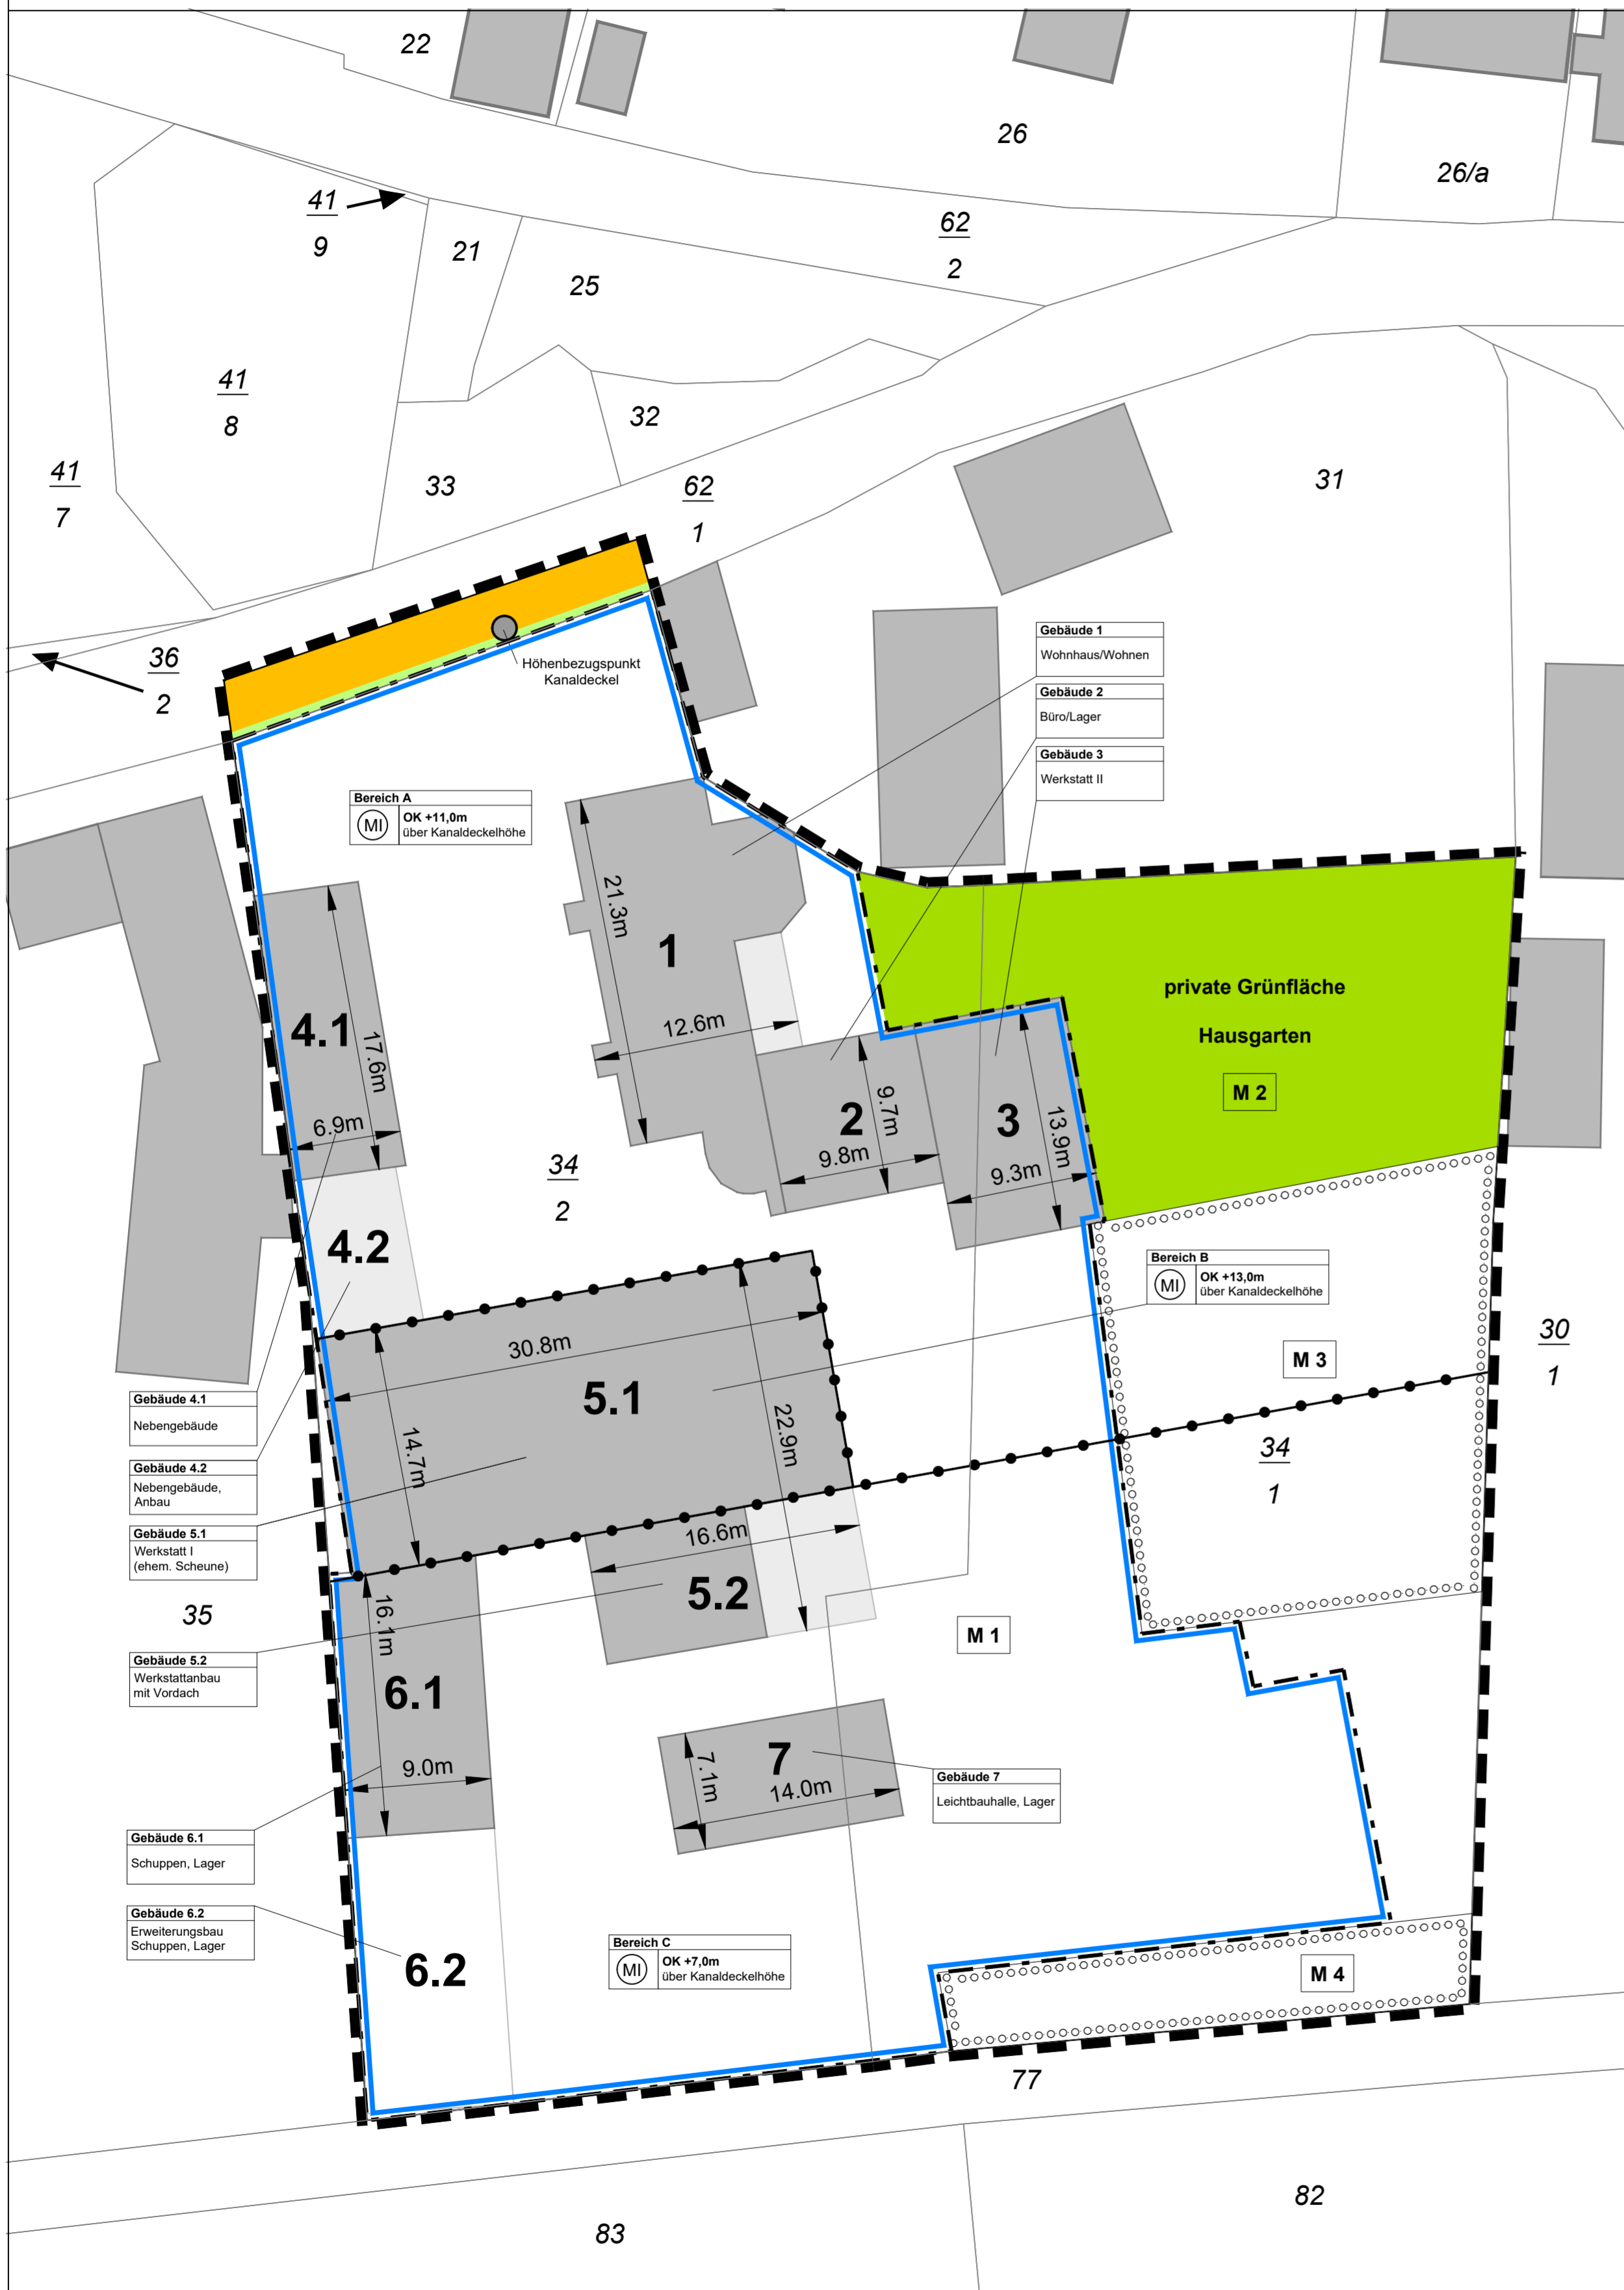 22
26
26/a
41
9
21
62
2
25
41
8
32
41
7
33
62
1
31
36
2
Höhenbezugspunkt
Kanaldeckel
Gebäude 1
Wohnhaus/Wohnen
Gebäude 2
Büro/Lager
Gebäude 3
Werkstatt II
Bereich A
MI
OK +11,0m
über Kanaldeckelhöhe
21.3m
1
12.6m
private Grünfläche
Hausgarten
M 2
4.1
17.6m
6.9m
2
9.7m
9.8m
3
13.9m
9.3m
34
2
4.2
Bereich B
MI
OK +13,0m
über Kanaldeckelhöhe
30.8m
5.1
14.7m
22.9m
M 3
30
1
34
1
Gebäude 4.1
Nebengebäude
Gebäude 4.2
Nebengebäude,
Anbau
Gebäude 5.1
Werkstatt I
(ehem. Scheune)
16.6m
5.2
35
16.1m
M 1
Gebäude 5.2
Werkstattanbau
mit Vordach
6.1
9.0m
7
7.1m
14.0m
Gebäude 7
Leichtbauhalle, Lager
Gebäude 6.1
Schuppen, Lager
Gebäude 6.2
Erweiterungsbau
Schuppen, Lager
6.2
Bereich C
MI
OK +7,0m
über Kanaldeckelhöhe
M 4
77
82
83